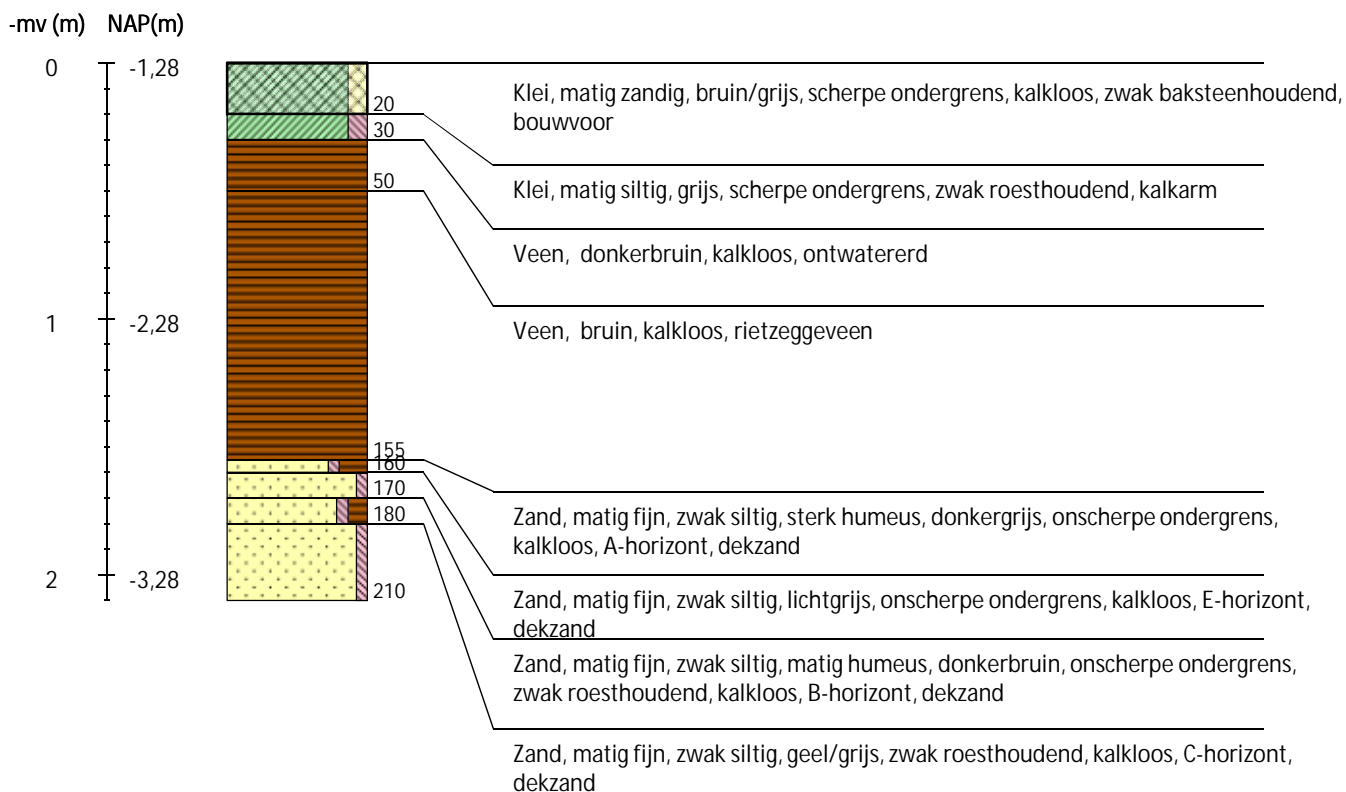 -mv (m) NAP(m)
0 -1,28
Klei, matig zandig, bruin/grijs, scherpe ondergrens, kalkloos, zwak baksteenhoudend,
bouwvoor
20
30
Klei, matig siltig, grijs, scherpe ondergrens, zwak roesthoudend, kalkarm
50
Veen, donkerbruin, kalkloos, ontwatererd
1 -2,28
Veen, bruin, kalkloos, rietzeggeveen
155
160
170
180
Zand, matig fijn, zwak siltig, sterk humeus, donkergrijs, onscherpe ondergrens,
kalkloos, A-horizont, dekzand
2 -3,28
210
Zand, matig fijn, zwak siltig, lichtgrijs, onscherpe ondergrens, kalkloos, E-horizont,
dekzand
Zand, matig fijn, zwak siltig, matig humeus, donkerbruin, onscherpe ondergrens,
zwak roesthoudend, kalkloos, B-horizont, dekzand
Zand, matig fijn, zwak siltig, geel/grijs, zwak roesthoudend, kalkloos, C-horizont,
dekzand